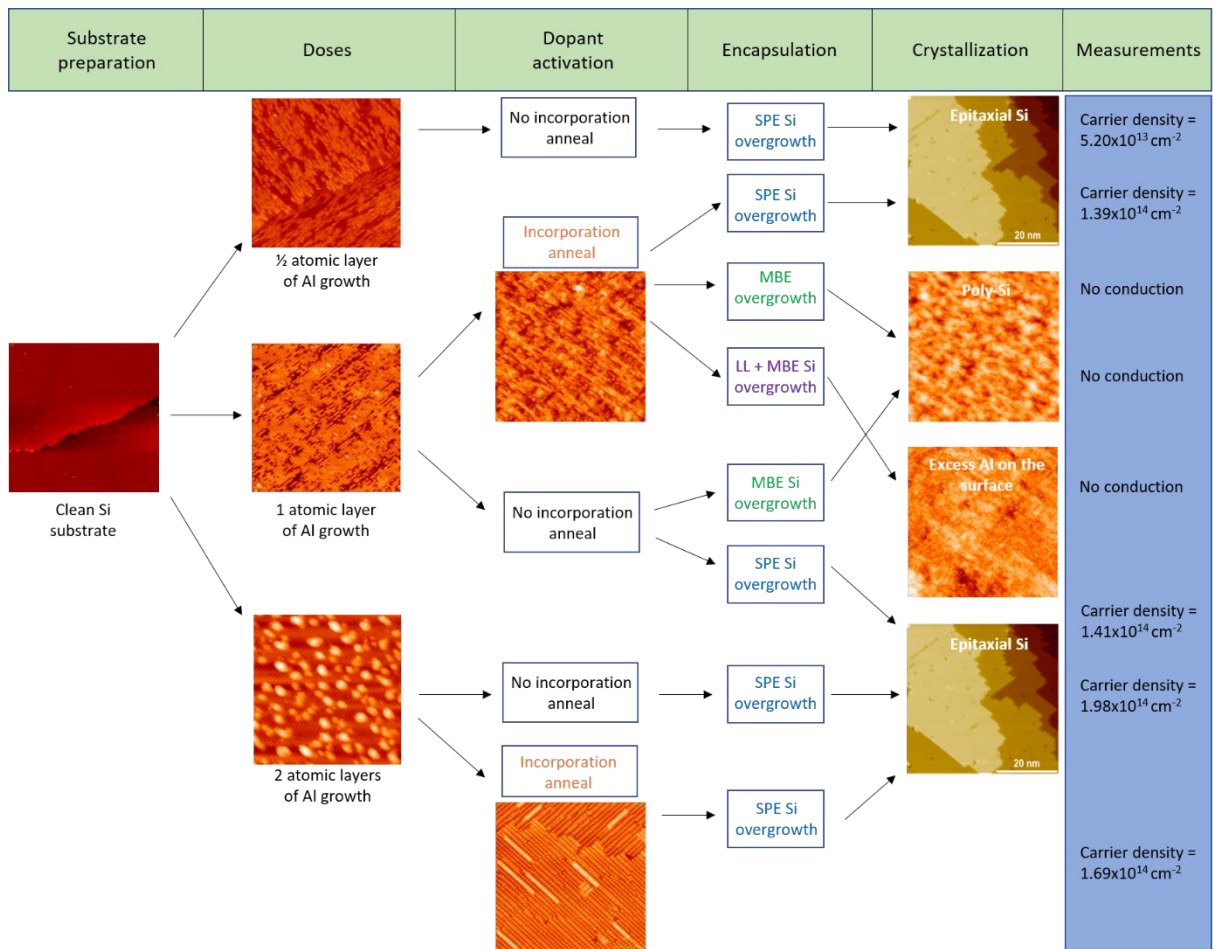 Substrate
preparation
Doses
Dopant
activation
Encapsulation
Crystallization
Measurements
No incorporation
anneal
SPE Si
overgrowth
Epitaxial Si
20 nm
Carrier density =
5.20x10¹³ cm⁻²
½ atomic layer
of Al growth
Incorporation
anneal
SPE Si
overgrowth
Carrier density =
1.39x10¹⁴ cm⁻²
MBE
overgrowth
Poly-Si
No conduction
Clean Si
substrate
1 atomic layer
of Al growth
LL + MBE Si
overgrowth
No conduction
No incorporation
anneal
MBE Si
overgrowth
Excess Al on the
surface
No conduction
SPE Si
overgrowth
Carrier density =
1.41x10¹⁴ cm⁻²
2 atomic layers
of Al growth
No incorporation
anneal
SPE Si
overgrowth
Epitaxial Si
20 nm
Carrier density =
1.98x10¹⁴ cm⁻²
Incorporation
anneal
SPE Si
overgrowth
Carrier density =
1.69x10¹⁴ cm⁻²